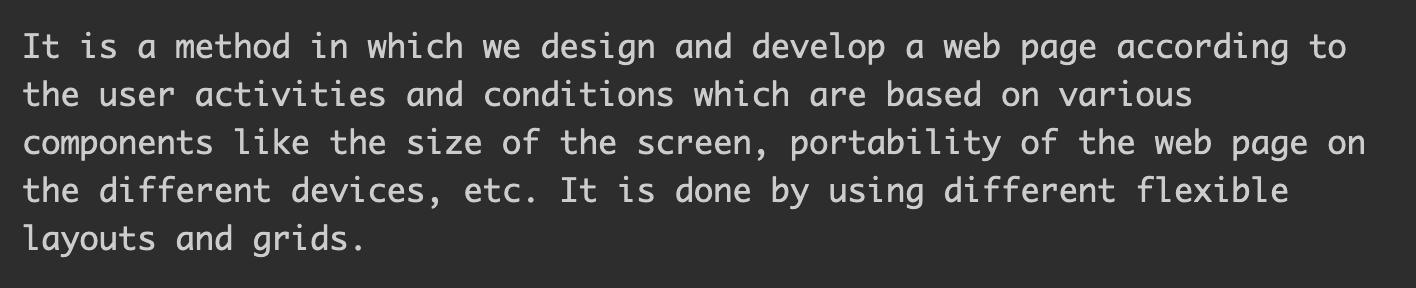 It is a method in which we design and develop a web page according to
the user activities and conditions which are based on various
components like the size of the screen, portability of the web page on
the different devices, etc. It is done by using different flexible
layouts and grids.